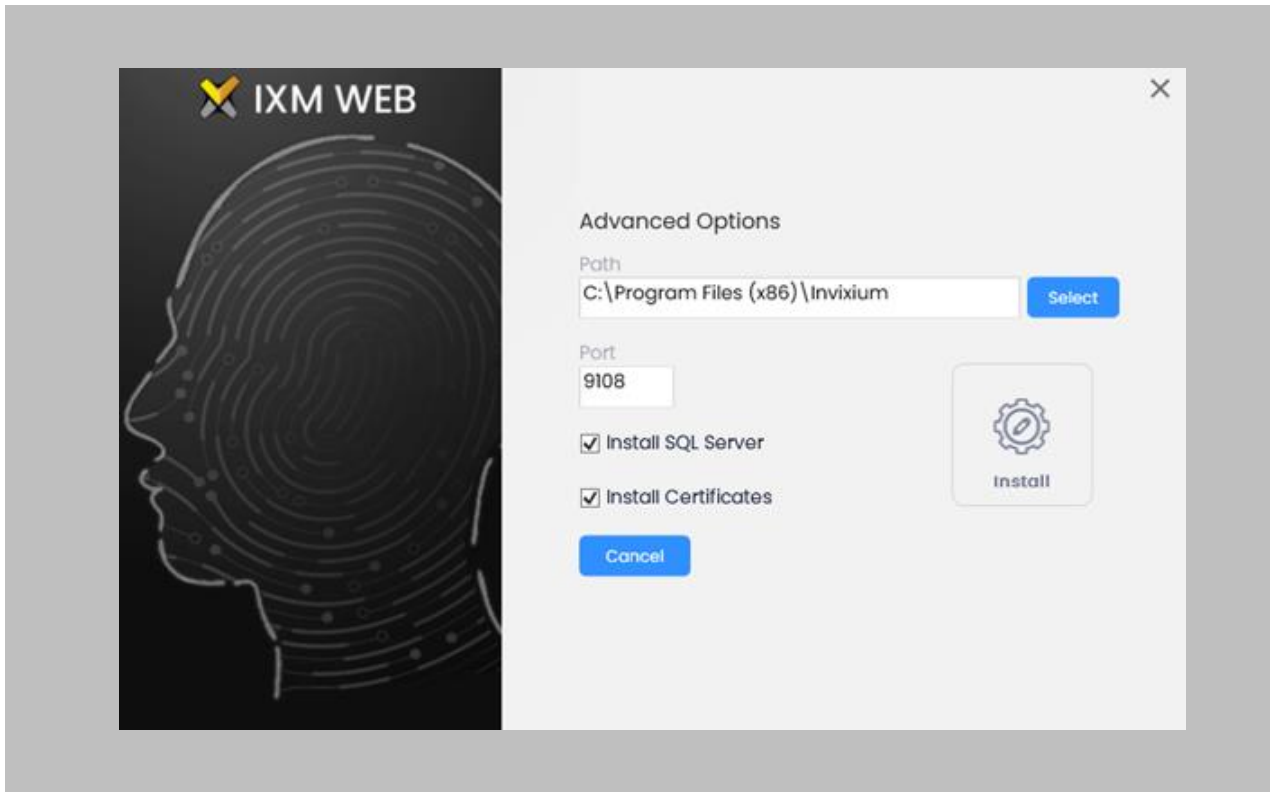 IXM WEB
Advanced Options
Path
C:\Program Files (x86)\Invixium
Select
Port
9108
Install SQL Server
Install
Install Certificates
Cancel